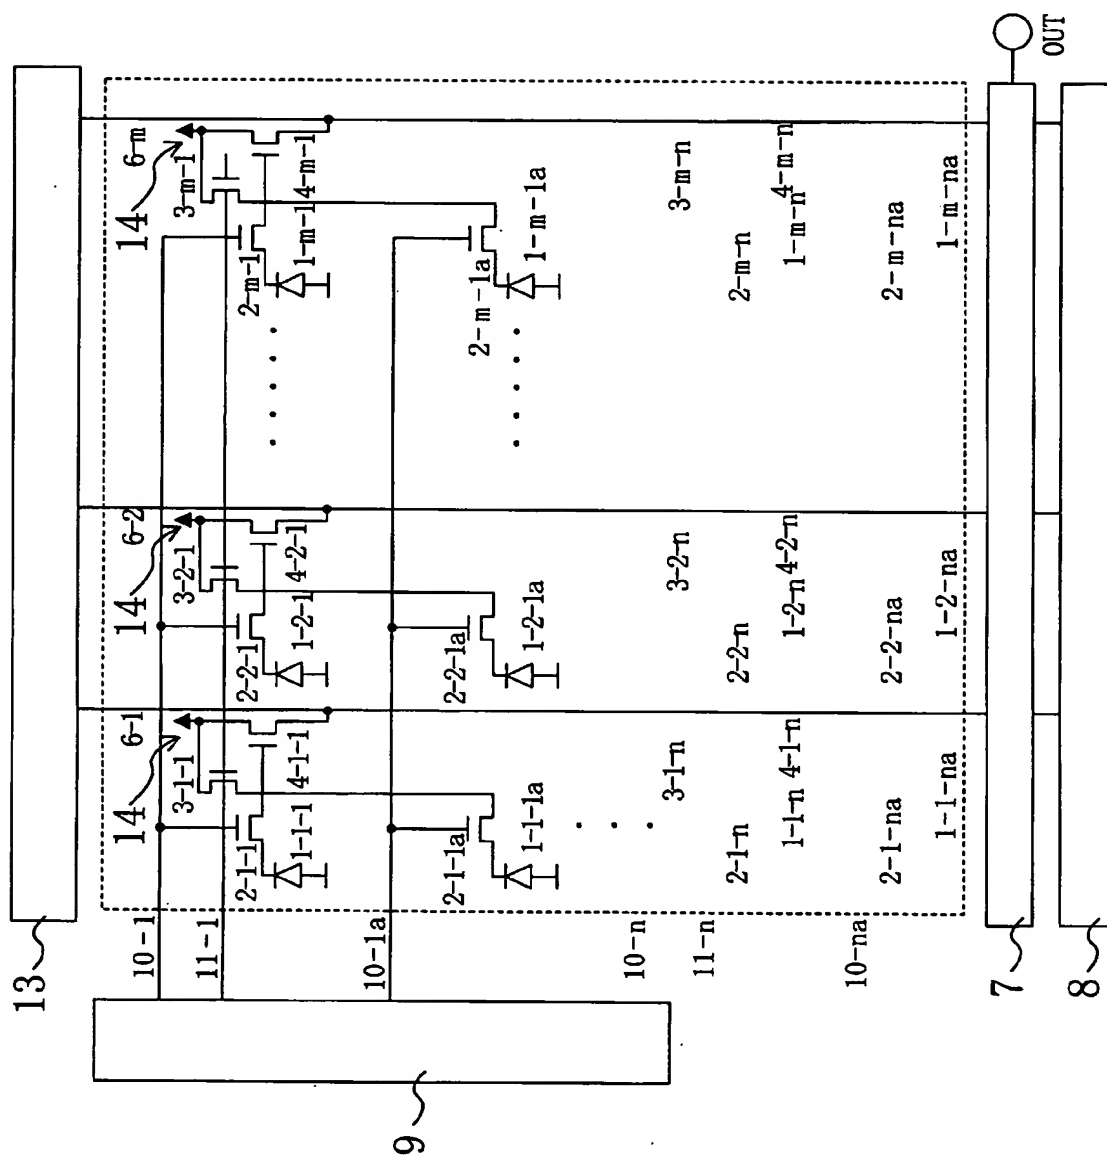 13
10-1
11-1
10-1a
10-n
11-n
10-na
9
14
6-1
3-1-1
2-1-1
1-1-1
4-1-1
2-1-1a
1-1-1a
3-1-n
2-1-n
1-1-n
4-1-n
2-1-na
1-1-na
14
6-2
3-2-1
2-2-1
1-2-1
4-2-1
2-2-1a
1-2-1a
3-2-n
2-2-n
1-2-n
4-2-n
2-2-na
1-2-na
14
6-m
3-m-1
2-m-1
1-m-1
4-m-1
2-m-1a
1-m-1a
3-m-n
2-m-n
1-m-n
4-m-n
2-m-na
1-m-na
7
OUT
8